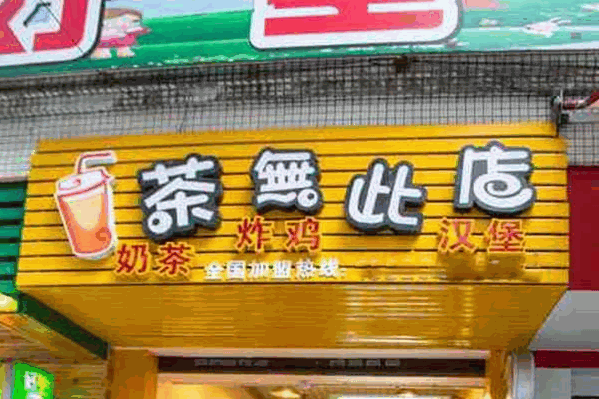 茶無此店
奶茶 炸鸡 汉堡
全国加盟热线